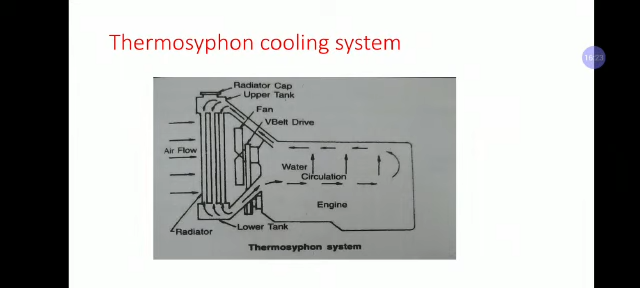 Thermosyphon cooling system
Radiator Cap
Upper Tank
Fan
VBelt Drive
Air Flow
Water
Circulation
Engine
Lower Tank
Radiator
Thermosyphon system